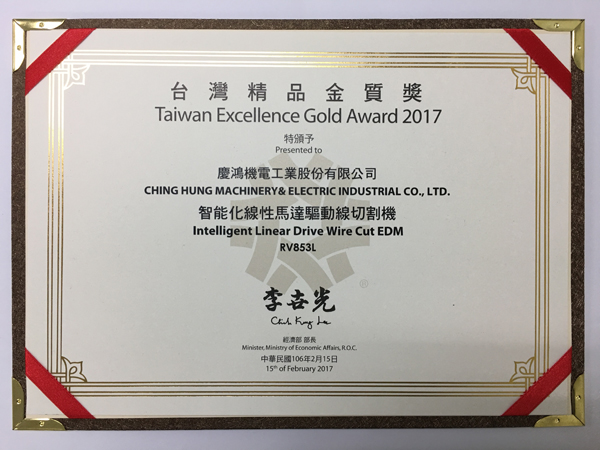 台灣精品金質獎
Taiwan Excellence Gold Award 2017
特頒予
Presented to
慶鴻機電工業股份有限公司
CHING HUNG MACHINERY& ELECTRIC INDUSTRIAL CO., LTD.
智能化線性馬達驅動線切割機
Intelligent Linear Drive Wire Cut EDM
RV853L
®
李世光
Chih Kung Lee
經濟部 部長
Minister, Ministry of Economic Affairs, R.O.C.
中華民國106年2月15日
15th of February 2017